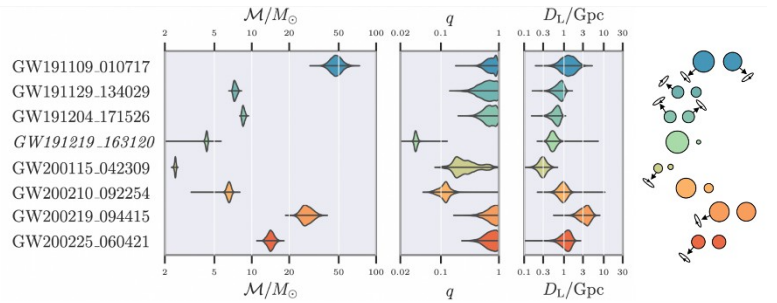 M/M⊙ q D_L/Gpc
2 5 10 20 50 100 0.02 0.1 1 0.1 0.3 1 3 10 30
GW191109_010717
GW191129_134029
GW191204_171526
GW191219_163120
GW200115_042309
GW200210_092254
GW200219_094415
GW200225_060421
2 5 10 20 50 100 0.02 0.1 1 0.1 0.3 1 3 10 30
M/M⊙ q D_L/Gpc